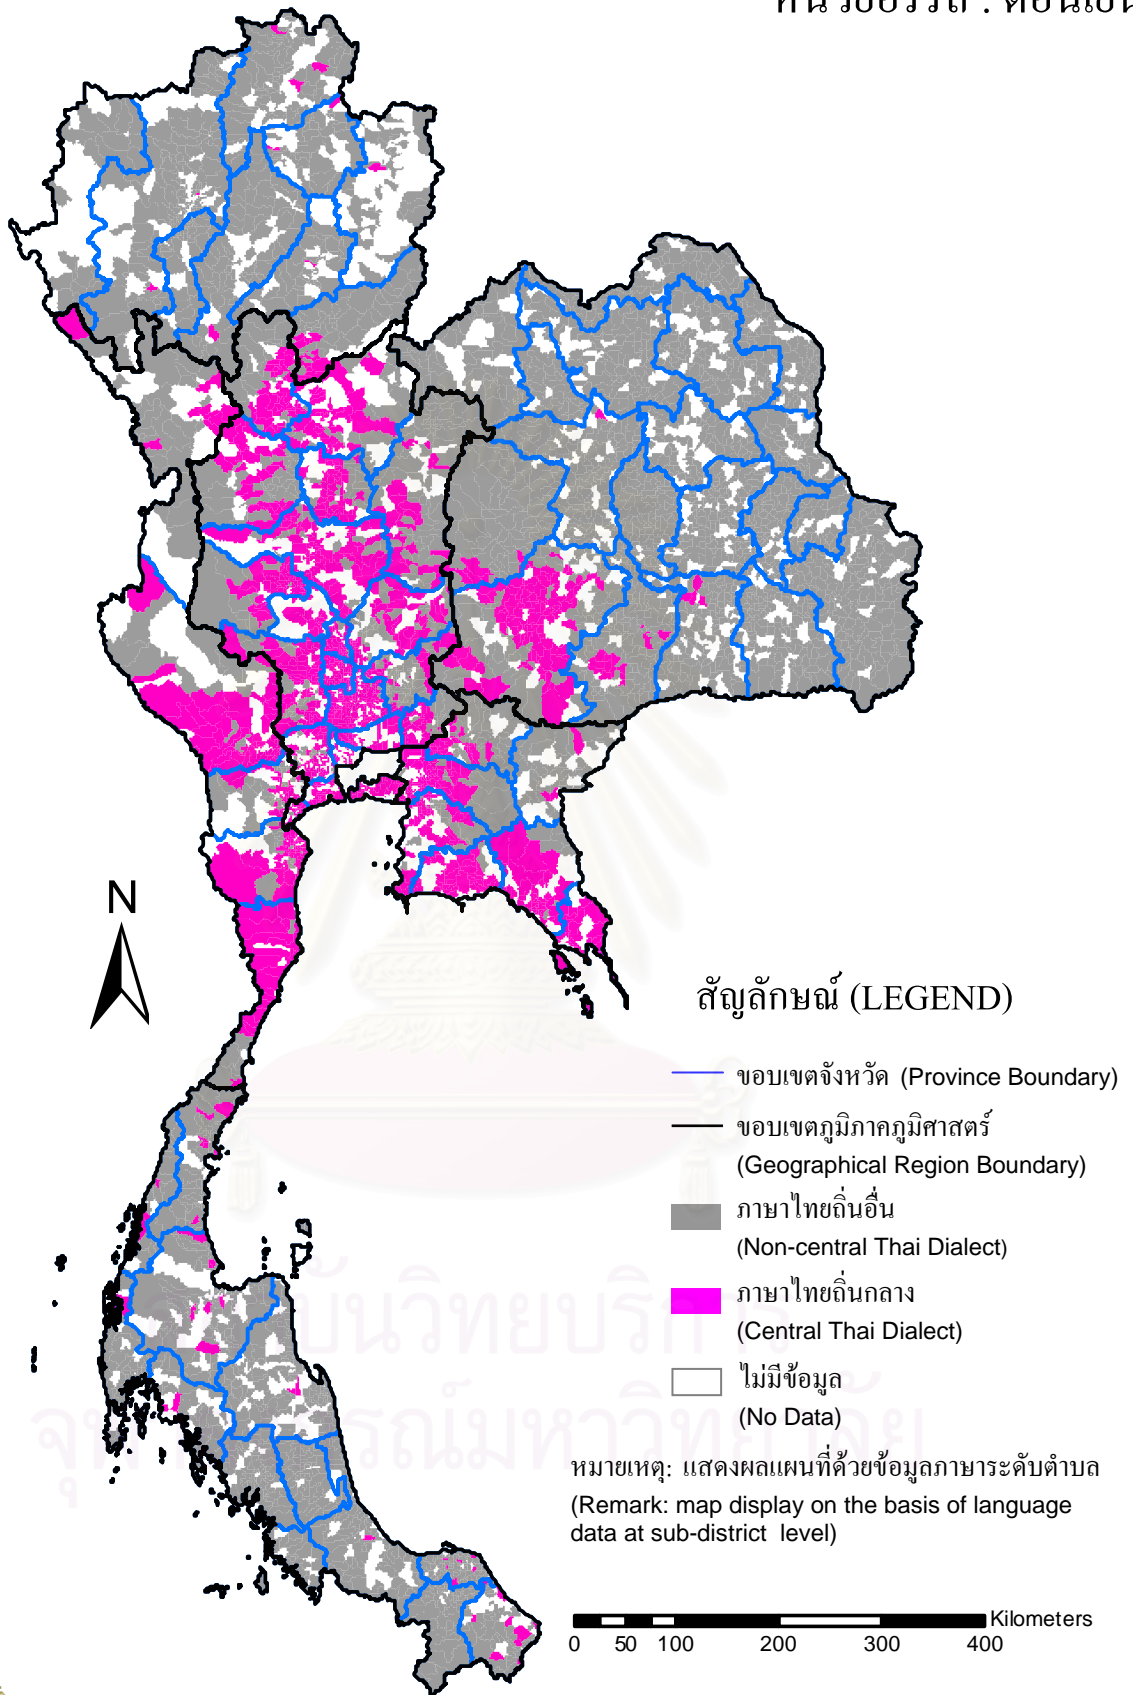 N
สัญลักษณ์ (LEGEND)
ขอบเขตจังหวัด (Province Boundary)
ขอบเขตภูมิภาคภูมิศาสตร์
(Geographical Region Boundary)
ภาษาไทยถิ่นอื่น
(Non-central Thai Dialect)
ภาษาไทยถิ่นกลาง
(Central Thai Dialect)
ไม่มีข้อมูล
(No Data)
หมายเหตุ: แสดงผลแผนที่ด้วยข้อมูลภาษาระดับตำบล
(Remark: map display on the basis of language
data at sub-district level)
Kilometers
0 50 100 200 300 400